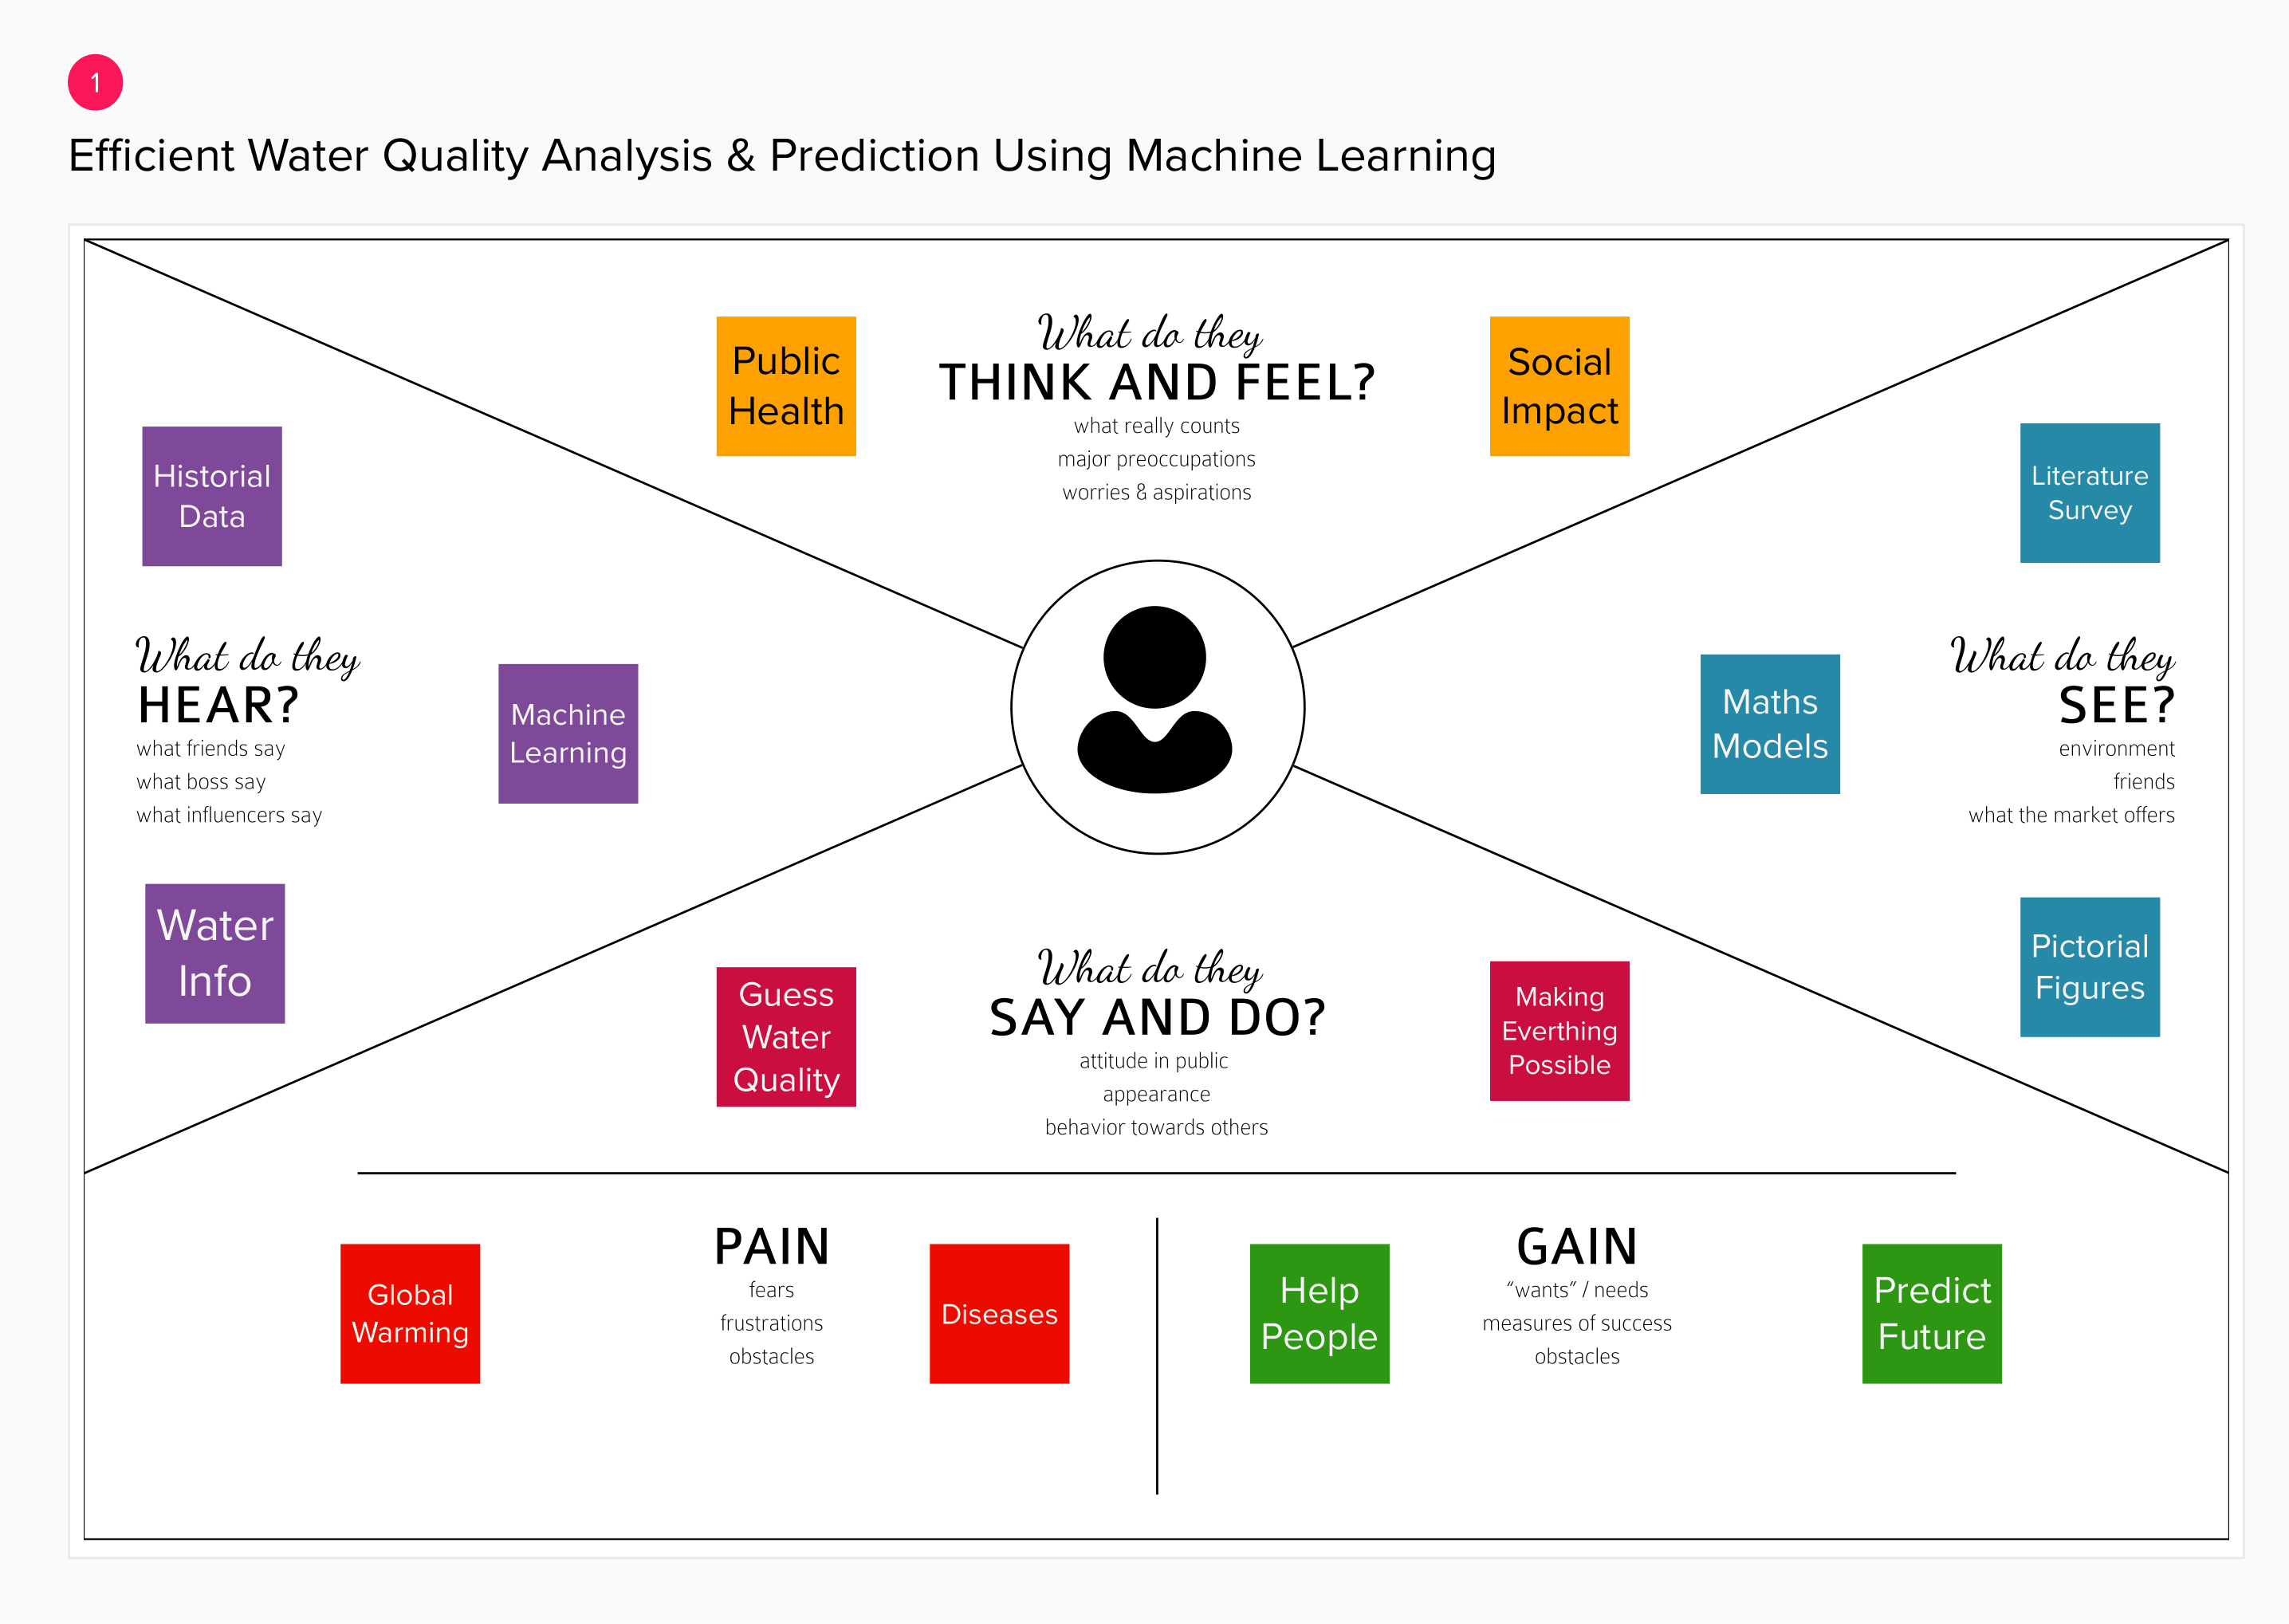 1
Efficient Water Quality Analysis & Prediction Using Machine Learning
What do they
THINK AND FEEL?
what really counts
major preoccupations
worries & aspirations
Public
Health
Social
Impact
What do they
HEAR?
what friends say
what boss say
what influencers say
Historial
Data
Machine
Learning
Water
Info
What do they
SEE?
environment
friends
what the market offers
Literature
Survey
Maths
Models
Pictorial
Figures
What do they
SAY AND DO?
attitude in public
appearance
behavior towards others
Guess
Water
Quality
Making
Everthing
Possible
PAIN
fears
frustrations
obstacles
Global
Warming
Diseases
GAIN
“wants” / needs
measures of success
obstacles
Help
People
Predict
Future